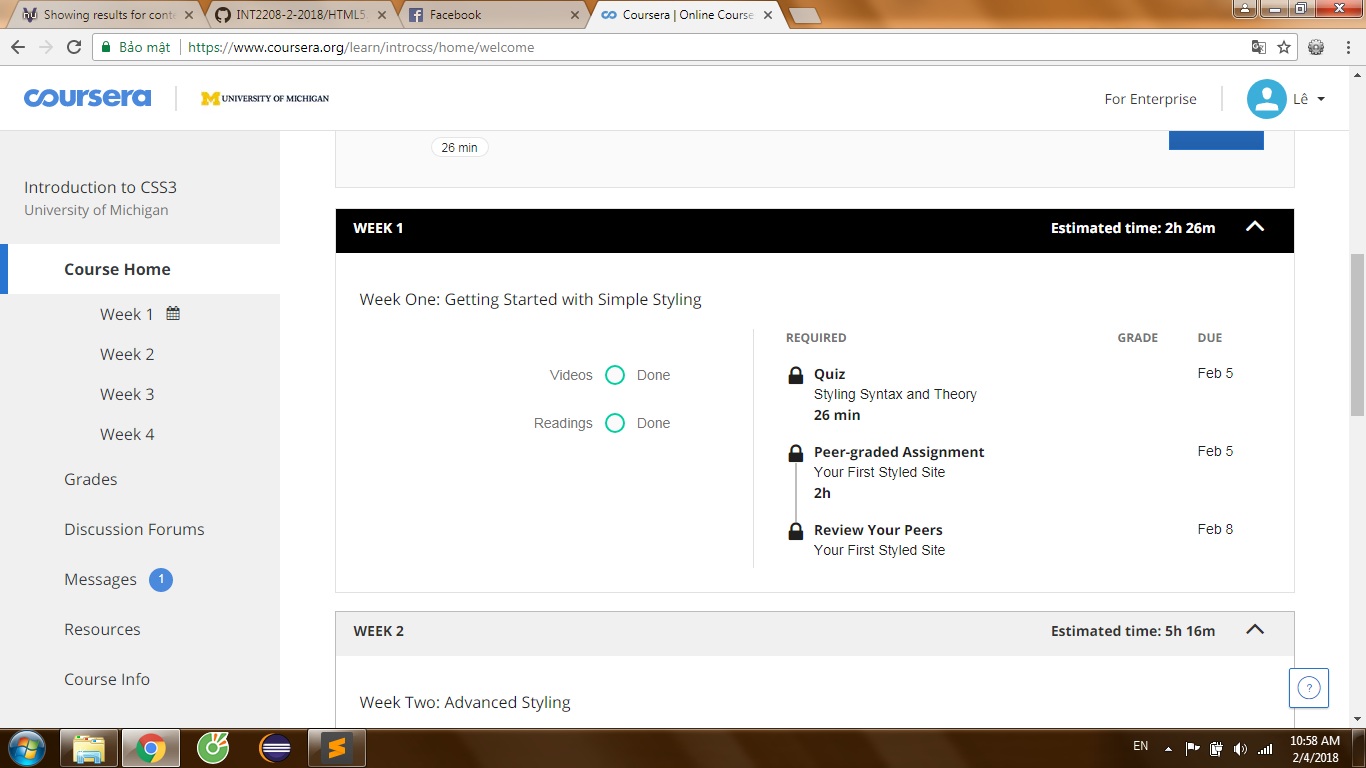 Showing results for conte
INT2208-2-2018/HTML5
Facebook
Coursera | Online Course
Bảo mật
https://www.coursera.org/learn/introcss/home/welcome
coursera
M UNIVERSITY OF MICHIGAN
For Enterprise
Lê
26 min
Introduction to CSS3
University of Michigan
Course Home
Week 1
Week 2
Week 3
Week 4
Grades
Discussion Forums
Messages 1
Resources
Course Info
WEEK 1 Estimated time: 2h 26m
Week One: Getting Started with Simple Styling
Videos Done
Readings Done
REQUIRED GRADE DUE
Quiz Feb 5
Styling Syntax and Theory
26 min
Peer-graded Assignment Feb 5
Your First Styled Site
2h
Review Your Peers Feb 8
Your First Styled Site
WEEK 2 Estimated time: 5h 16m
Week Two: Advanced Styling
?
EN
10:58 AM
2/4/2018